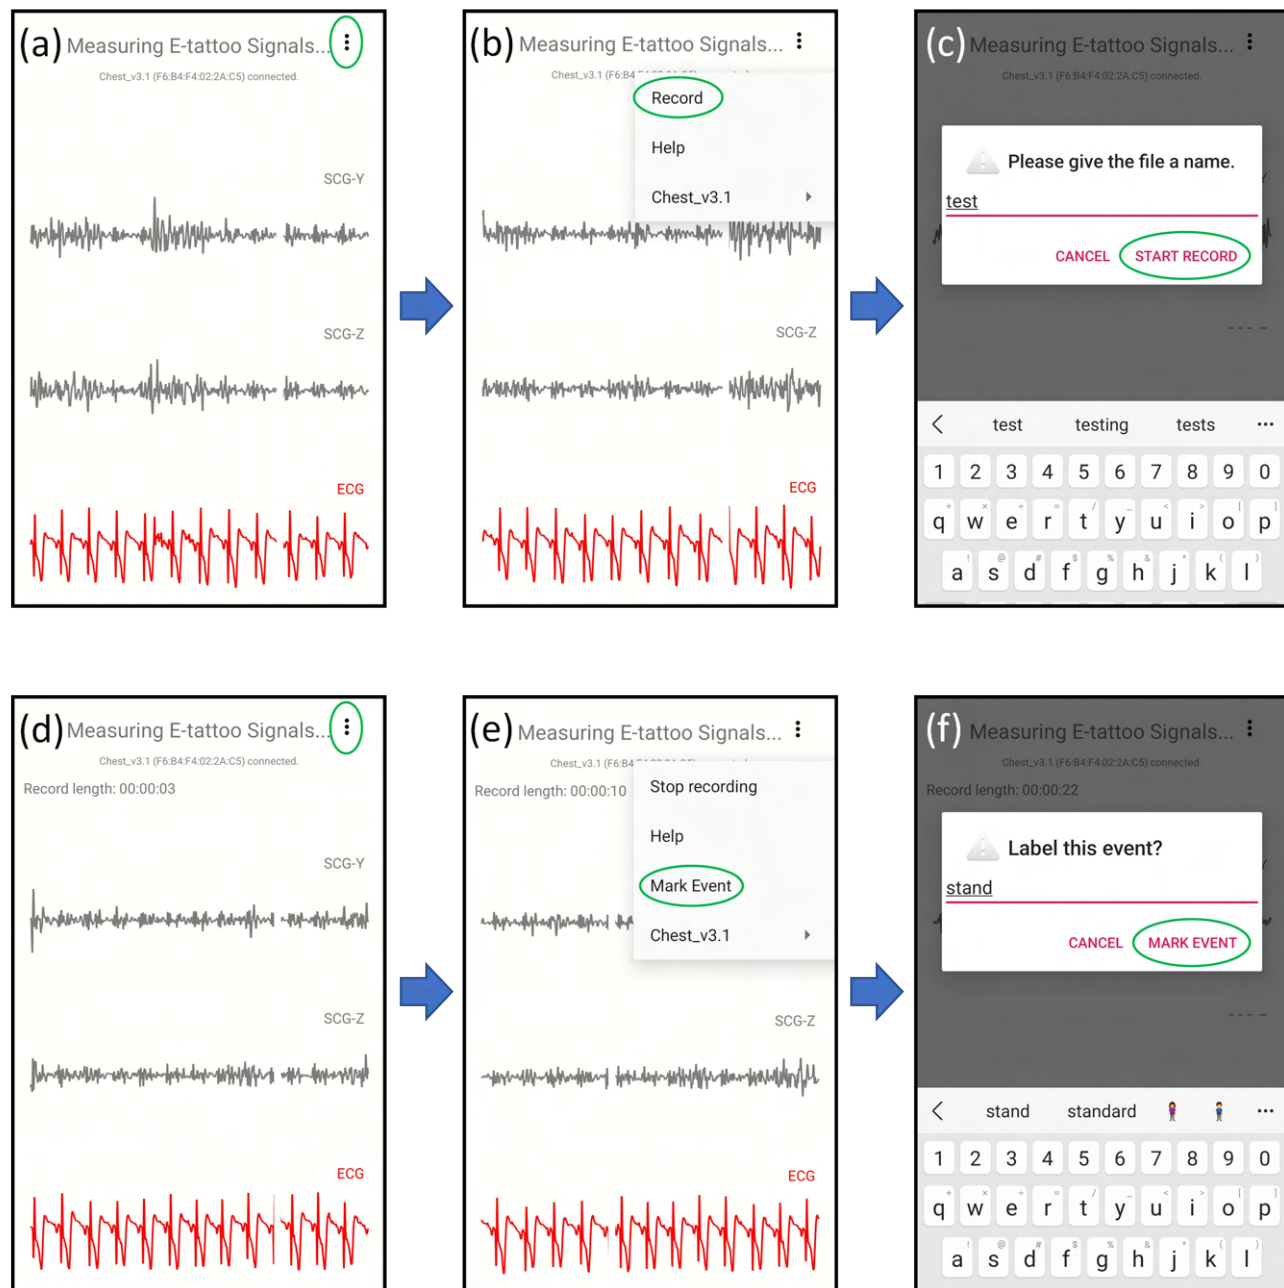 (a) Measuring E-tattoo Signals...
Chest_v3.1 (F6:B4:F4:02:2A:C5) connected.
SCG-Y
SCG-Z
ECG
(b) Measuring E-tattoo Signals...
Chest_v3.1 (F6:B4
Record
Help
Chest_v3.1
SCG-Z
ECG
(c) Measuring E-tattoo Signals...
Chest_v3.1 (F6:B4:F4:02:2A:C5) connected.
Please give the file a name.
test
CANCEL START RECORD
test testing tests
1 2 3 4 5 6 7 8 9 0
+ × ÷ = / _ < > [ ]
q w e r t y u i o p
! @ # $ % & * ( )
a s d f g h j k l
(d) Measuring E-tattoo Signals...
Chest_v3.1 (F6:B4:F4:02:2A:C5) connected.
Record length: 00:00:03
SCG-Y
SCG-Z
ECG
(e) Measuring E-tattoo Signals...
Chest_v3.1 (F6:B4
Record length: 00:00:10
Stop recording
Help
Mark Event
Chest_v3.1
SCG-Z
ECG
(f) Measuring E-tattoo Signals...
Chest_v3.1 (F6:B4:F4:02:2A:C5) connected.
Record length: 00:00:22
Label this event?
stand
CANCEL MARK EVENT
stand standard
1 2 3 4 5 6 7 8 9 0
+ × ÷ = / _ < > [ ]
q w e r t y u i o p
! @ # $ % & * ( )
a s d f g h j k l